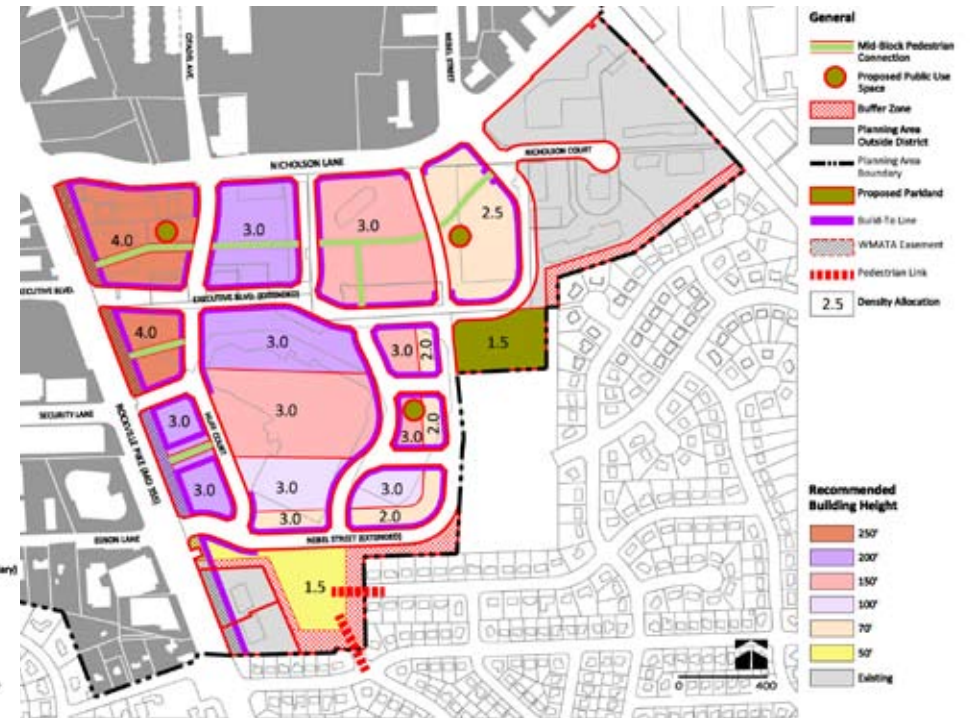 CITADEL AVE.
NEBEL STREET
NICHOLSON LANE
NICHOLSON COURT
4.0
3.0
3.0
2.5
EXECUTIVE BLVD.
EXECUTIVE BLVD. (EXTENDED)
4.0
3.0
3.0
2.0
1.5
3.0
3.0
2.0
SECURITY LANE
ROCKVILLE PIKE (MD 355)
HUFF COURT
3.0
3.0
3.0
3.0
3.0
2.0
EDSON LANE
NEBEL STREET (EXTENDED)
1.5
0
400
General
Mid-Block Pedestrian
Connection
Proposed Public Use
Space
Buffer Zone
Planning Area
Outside District
Planning Area
Boundary
Proposed Parkland
Build-To Line
WMATA Easement
Pedestrian Link
2.5
Density Allocation
Recommended
Building Height
250'
200'
150'
100'
70'
50'
Existing